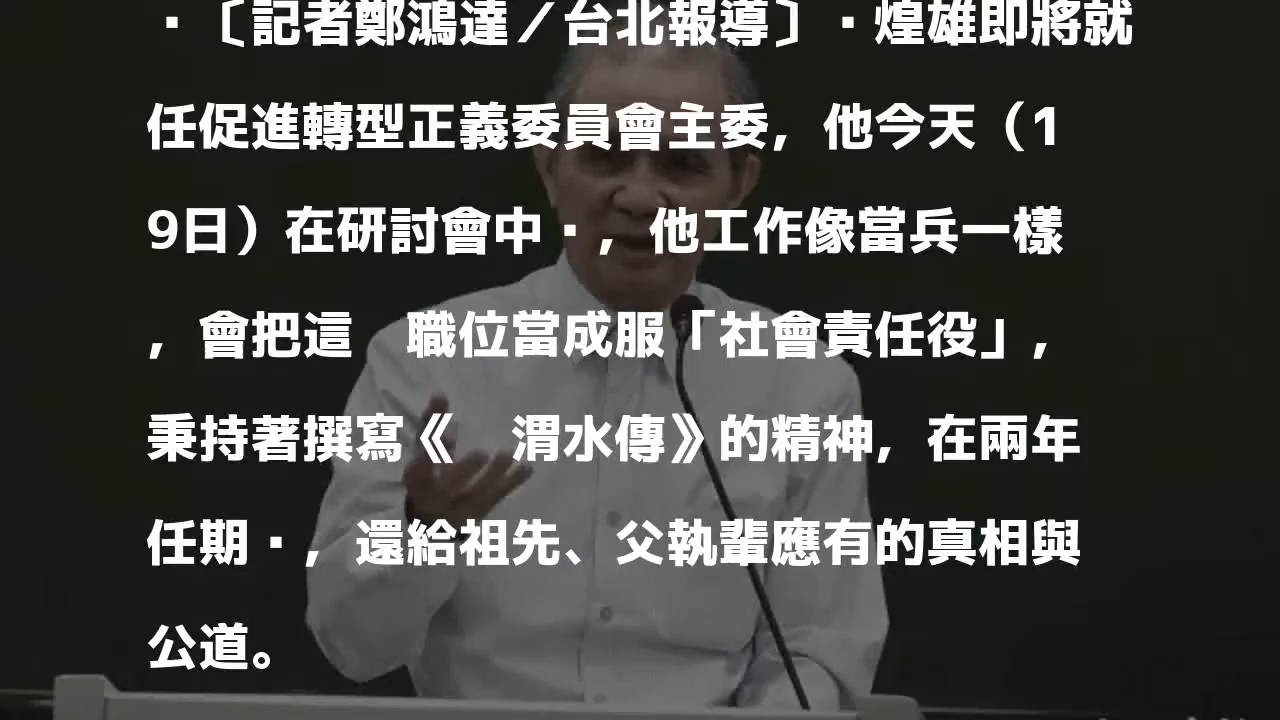 ·〔記者鄭鴻達／台北報導〕·煌雄即將就
任促進轉型正義委員會主委，他今天（1
9日）在研討會中·，他工作像當兵一樣
，會把這　職位當成服「社會責任役」，
秉持著撰寫《　渭水傳》的精神，在兩年
任期·，還給祖先、父執輩應有的真相與
公道。